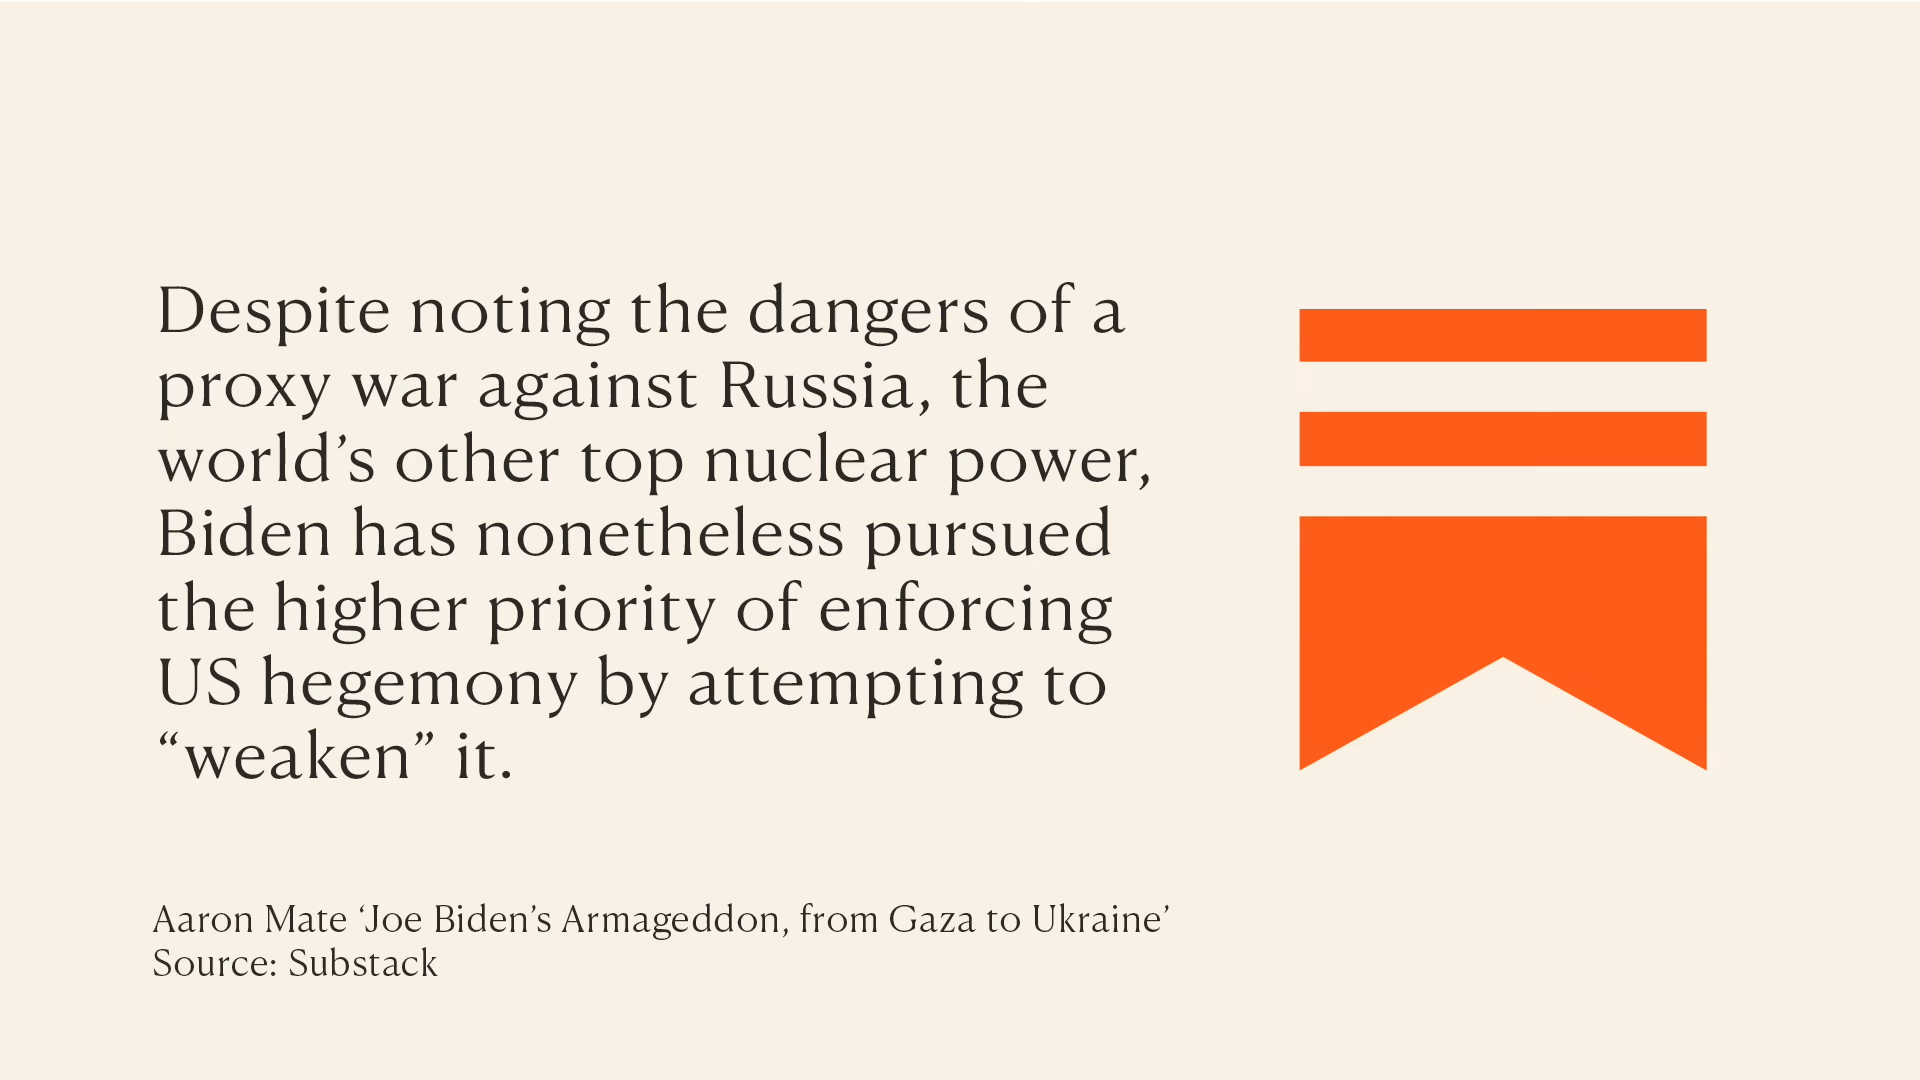 Despite noting the dangers of a
proxy war against Russia, the
world’s other top nuclear power,
Biden has nonetheless pursued
the higher priority of enforcing
US hegemony by attempting to
“weaken” it.
Aaron Mate ‘Joe Biden’s Armageddon, from Gaza to Ukraine’
Source: Substack